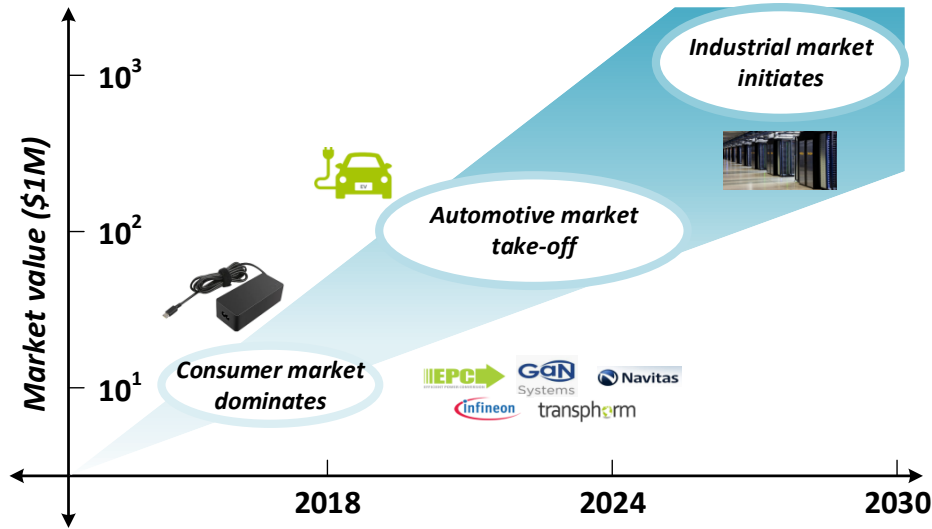 Market value ($1M)
10³
10²
10¹
Industrial market
initiates
EV
Automotive market
take-off
Consumer market
dominates
EPC
GaN
Systems
Navitas
infineon
transphorm
2018
2024
2030